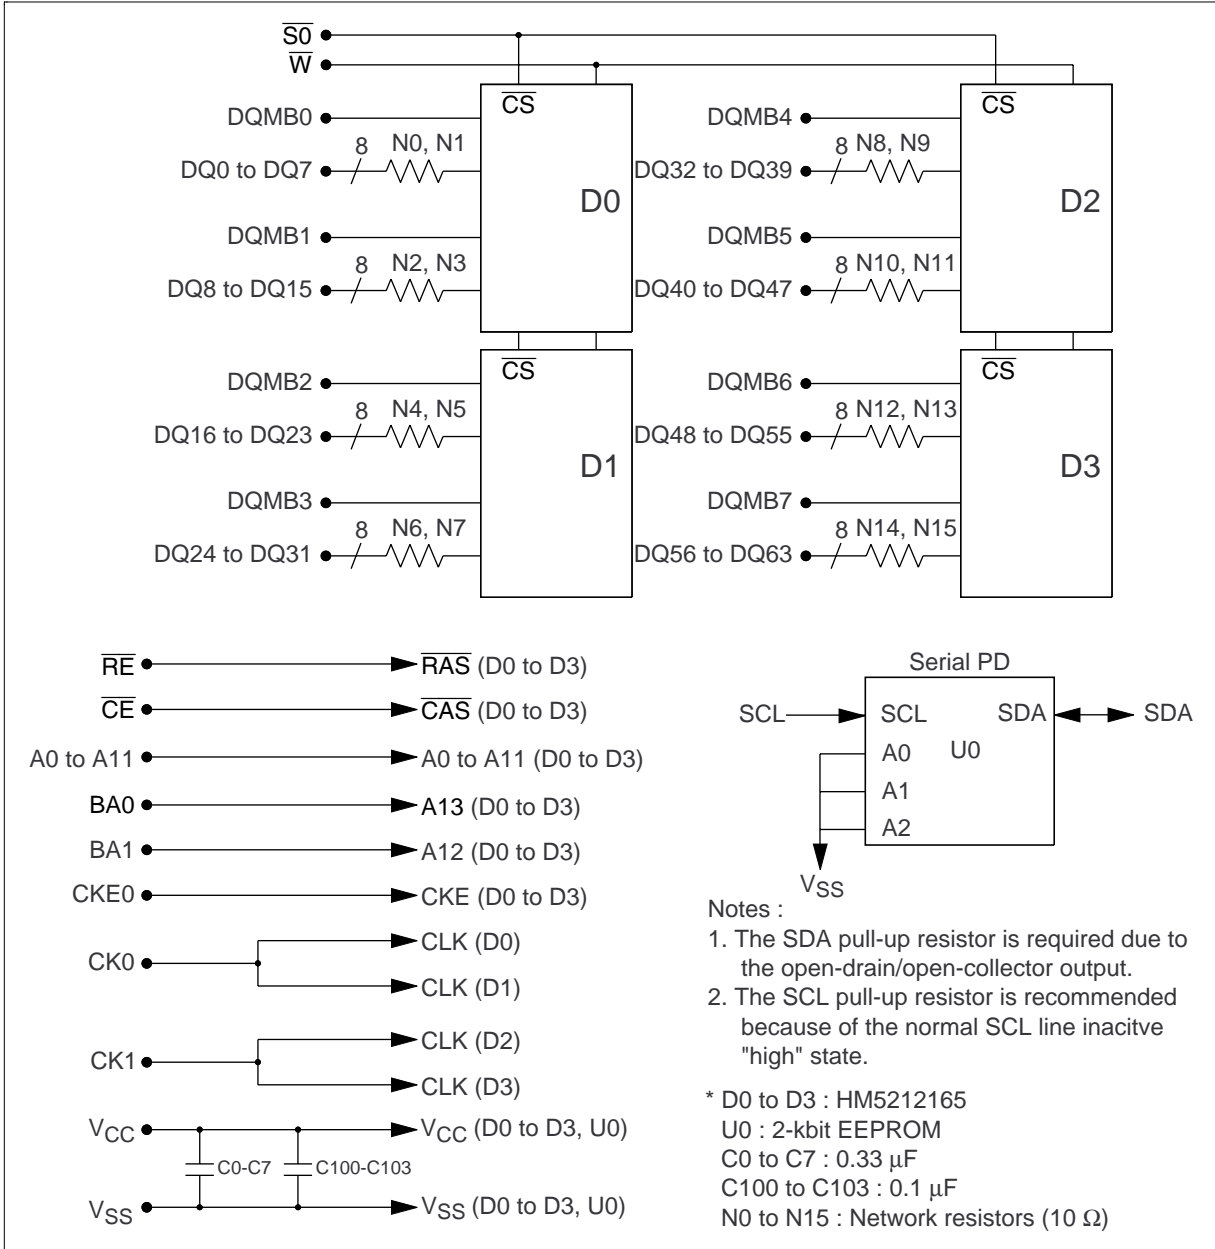 S0
W
CS
DQMB0
8 N0, N1
DQ0 to DQ7
D0
DQMB1
8 N2, N3
DQ8 to DQ15
CS
DQMB2
8 N4, N5
DQ16 to DQ23
D1
DQMB3
8 N6, N7
DQ24 to DQ31
CS
DQMB4
8 N8, N9
DQ32 to DQ39
D2
DQMB5
8 N10, N11
DQ40 to DQ47
CS
DQMB6
8 N12, N13
DQ48 to DQ55
D3
DQMB7
8 N14, N15
DQ56 to DQ63
RE RAS (D0 to D3)
CE CAS (D0 to D3)
A0 to A11 A0 to A11 (D0 to D3)
BA0 A13 (D0 to D3)
BA1 A12 (D0 to D3)
CKE0 CKE (D0 to D3)
CLK (D0)
CK0
CLK (D1)
CLK (D2)
CK1
CLK (D3)
VCC VCC (D0 to D3, U0)
C0-C7 C100-C103
VSS VSS (D0 to D3, U0)
Serial PD
SCL SCL SDA SDA
A0 U0
A1
A2
VSS
Notes :
1. The SDA pull-up resistor is required due to
the open-drain/open-collector output.
2. The SCL pull-up resistor is recommended
because of the normal SCL line inacitve
"high" state.
* D0 to D3 : HM5212165
U0 : 2-kbit EEPROM
C0 to C7 : 0.33 μF
C100 to C103 : 0.1 μF
N0 to N15 : Network resistors (10 Ω)